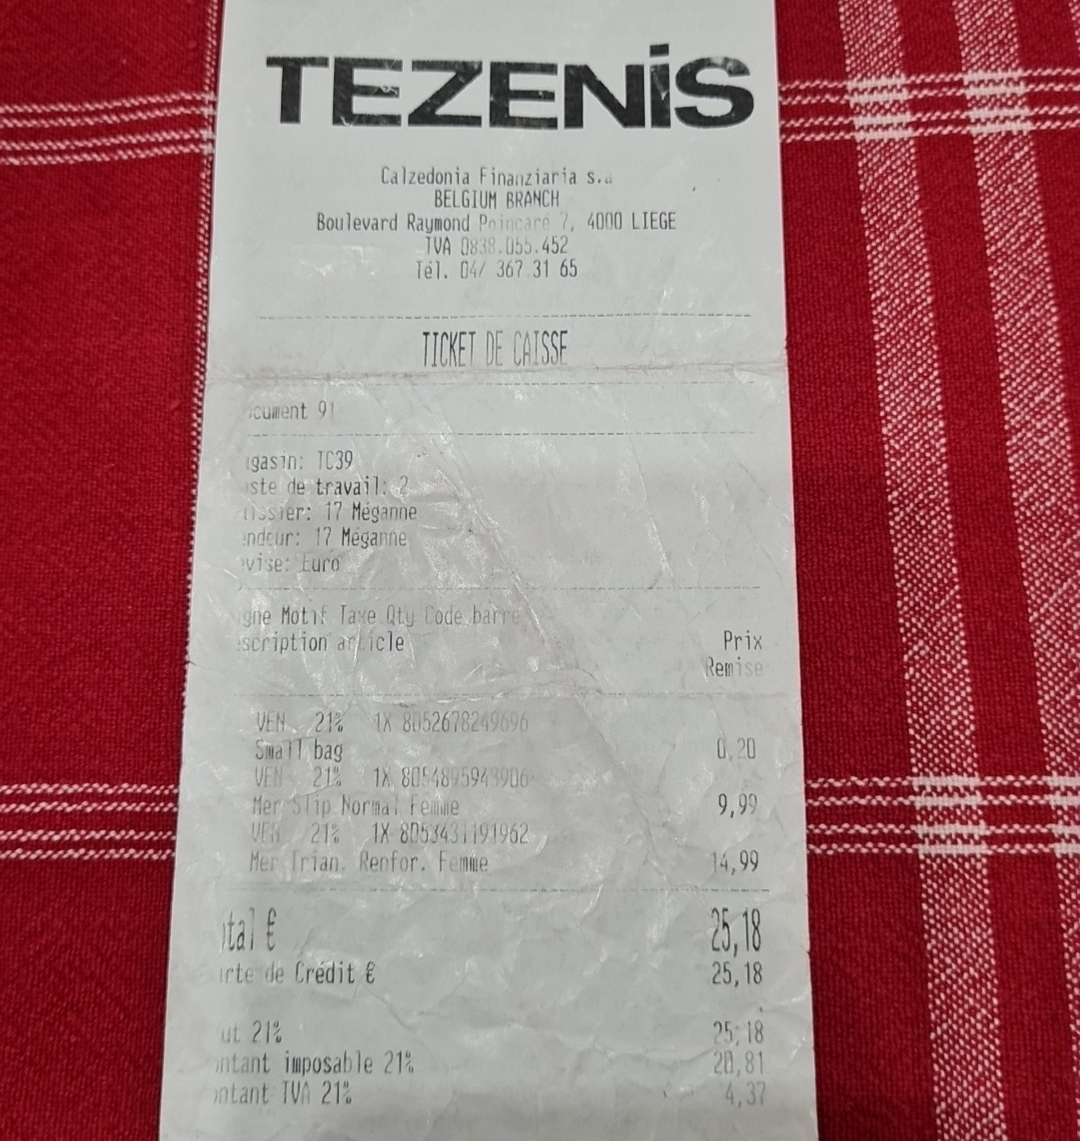 TEZENiS
Calzedonia Finanziaria s.a
BELGIUM BRANCH
Boulevard Raymond Poincaré 7, 4000 LIEGE
TVA 0838.055.452
Tél. 04/ 367 31 65
TICKET DE CAISSE
cument 91
gasin: TC39
ste de travail: 2
issier: 17 Méganne
ndeur: 17 Méganne
vise: Euro
gne Motif Taxe Qty Code barre
scription article Prix
Remise
VEN 21% 1X 8052678249696
Small bag 0,20
VEN 21% 1X 8054895943906
Mer Slip Normal Femme 9,99
VEN 21% 1X 8053431191962
Mer Trian. Renfor. Femme 14,99
tal € 25,18
rte de Crédit € 25,18
ut 21% 25,18
ntant imposable 21% 20,81
ntant TVA 21% 4,37